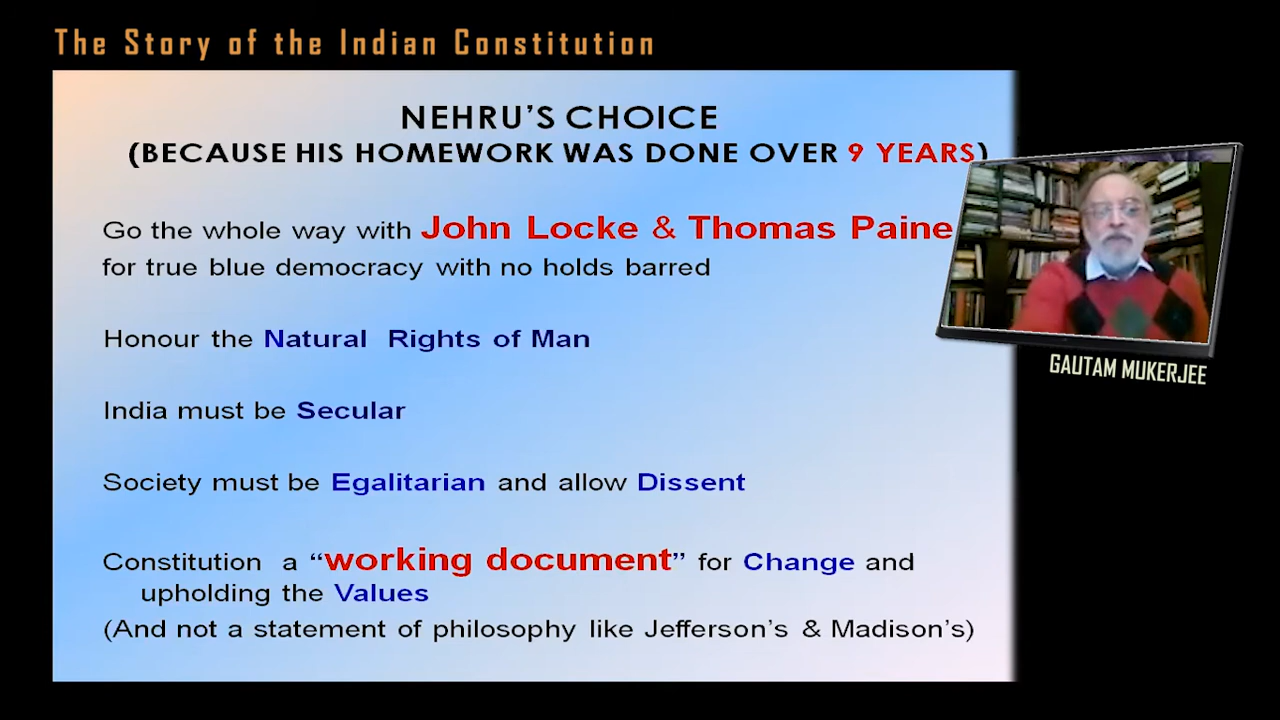 The Story of the Indian Constitution
NEHRU'S CHOICE
(BECAUSE HIS HOMEWORK WAS DONE OVER 9 YEARS)
Go the whole way with John Locke & Thomas Paine
for true blue democracy with no holds barred
Honour the Natural Rights of Man
India must be Secular
Society must be Egalitarian and allow Dissent
Constitution a “working document” for Change and
upholding the Values
(And not a statement of philosophy like Jefferson's & Madison's)
GAUTAM MUKERJEE